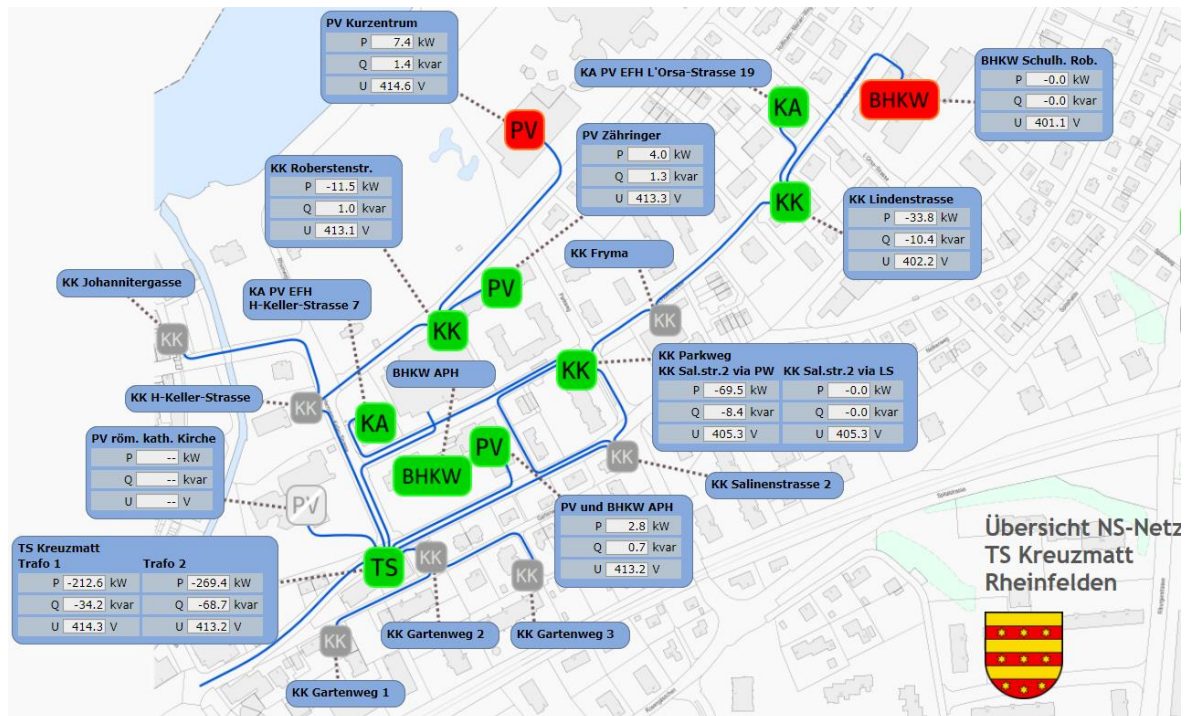 PV Kurzentrum
P 7.4 kW
Q 1.4 kvar
U 414.6 V
KA PV EFH L'Orsa-Strasse 19
BHKW Schulh. Rob.
P -0.0 kW
Q -0.0 kvar
U 401.1 V
KA
BHKW
PV
PV Zähringer
P 4.0 kW
Q 1.3 kvar
U 413.3 V
KK Roberstenstr.
P -11.5 kW
Q 1.0 kvar
U 413.1 V
KK
KK Lindenstrasse
P -33.8 kW
Q -10.4 kvar
U 402.2 V
KK Fryma
KK Johannitergasse
KA PV EFH
H-Keller-Strasse 7
PV
KK
KK
KK
BHKW APH
KK
KK Parkweg
KK Sal.str.2 via PW KK Sal.str.2 via LS
P -69.5 kW P -0.0 kW
Q -8.4 kvar Q -0.0 kvar
U 405.3 V U 405.3 V
KK H-Keller-Strasse
KK
KA
PV röm. kath. Kirche
P -- kW
Q -- kvar
U -- V
PV
BHKW
KK
KK Salinenstrasse 2
PV
PV und BHKW APH
P 2.8 kW
Q 0.7 kvar
U 413.2 V
TS Kreuzmatt
Trafo 1 Trafo 2
P -212.6 kW P -269.4 kW
Q -34.2 kvar Q -68.7 kvar
U 414.3 V U 413.2 V
TS
KK
KK
KK
KK Gartenweg 2
KK Gartenweg 3
KK Gartenweg 1
Übersicht NS-Netz
TS Kreuzmatt
Rheinfelden